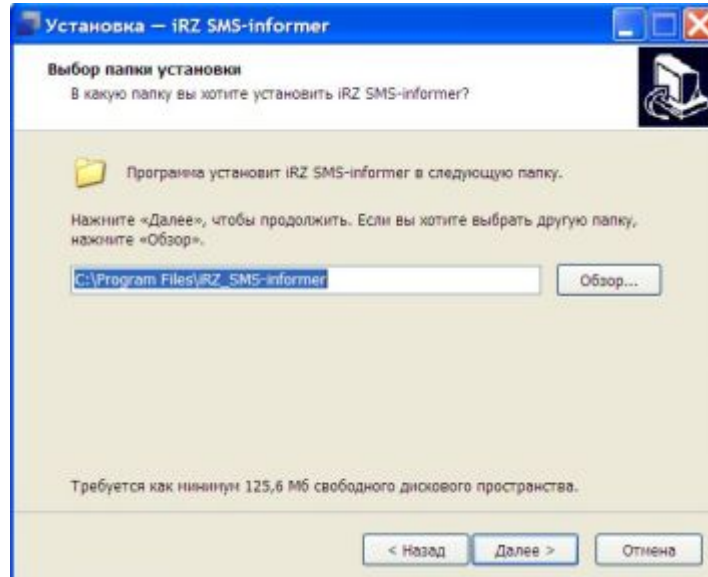 Установка — iRZ SMS-informer
Выбор папки установки
В какую папку вы хотите установить iRZ SMS-informer?
Программа установит iRZ SMS-informer в следующую папку.
Нажмите «Далее», чтобы продолжить. Если вы хотите выбрать другую папку,
нажмите «Обзор».
C:\Program Files\iRZ_SMS-informer
Обзор...
Требуется как минимум 125,6 Мб свободного дискового пространства.
< Назад
Далее >
Отмена